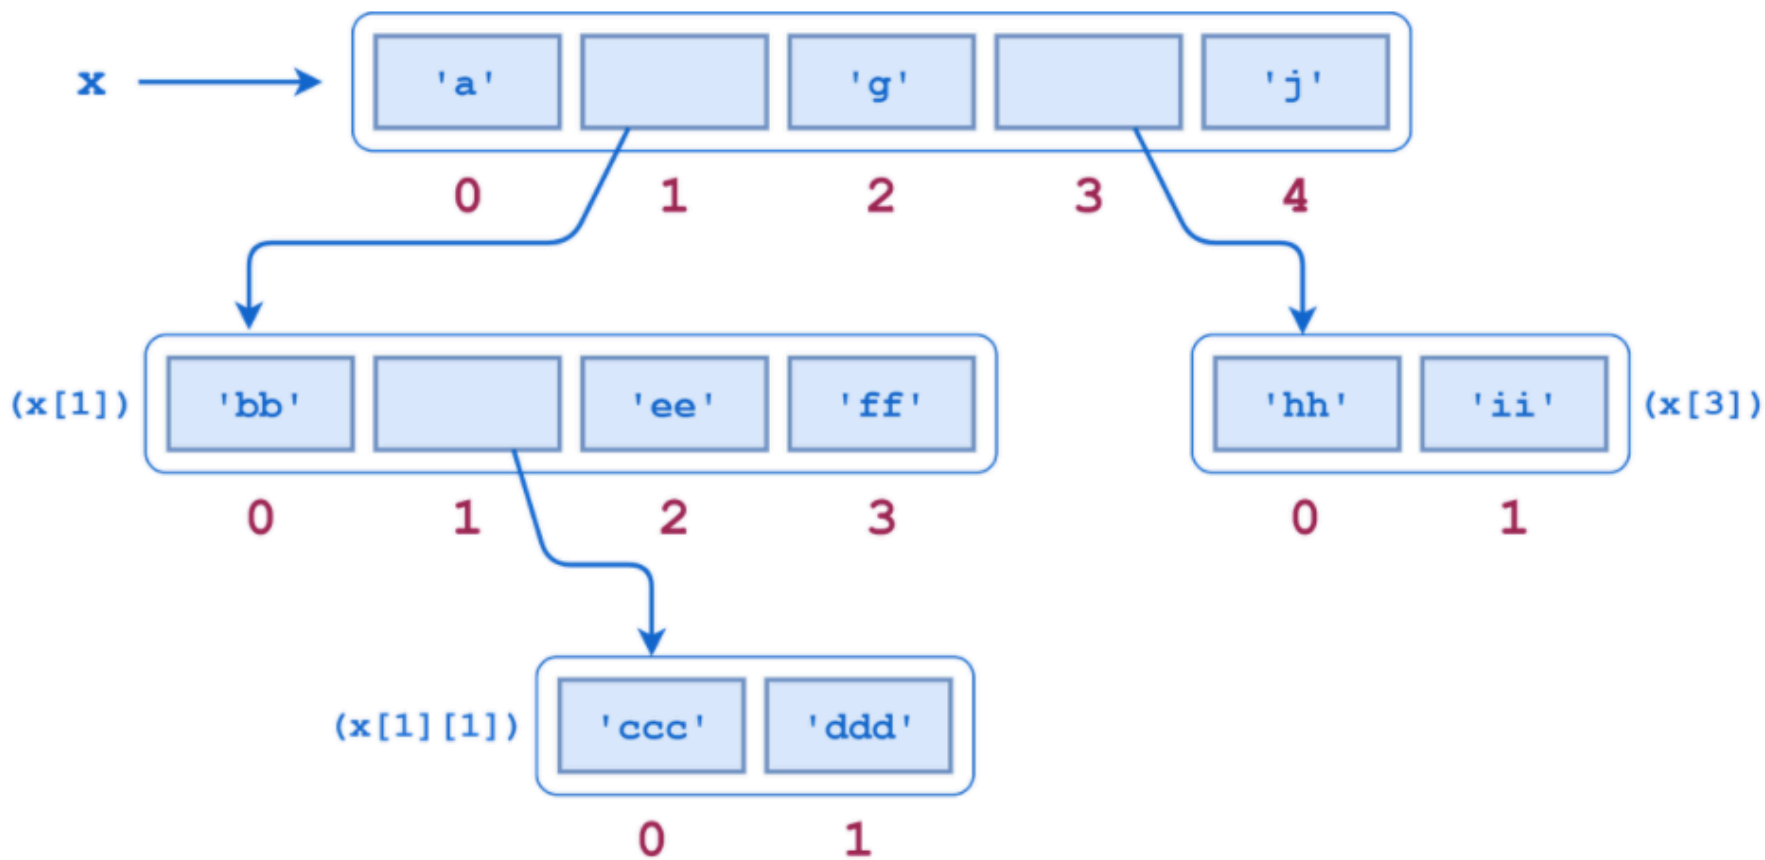 x 'a' 'g' 'j'
0 1 2 3 4
(x[1]) 'bb' 'ee' 'ff' 'hh' 'ii' (x[3])
0 1 2 3 0 1
(x[1][1]) 'ccc' 'ddd'
0 1